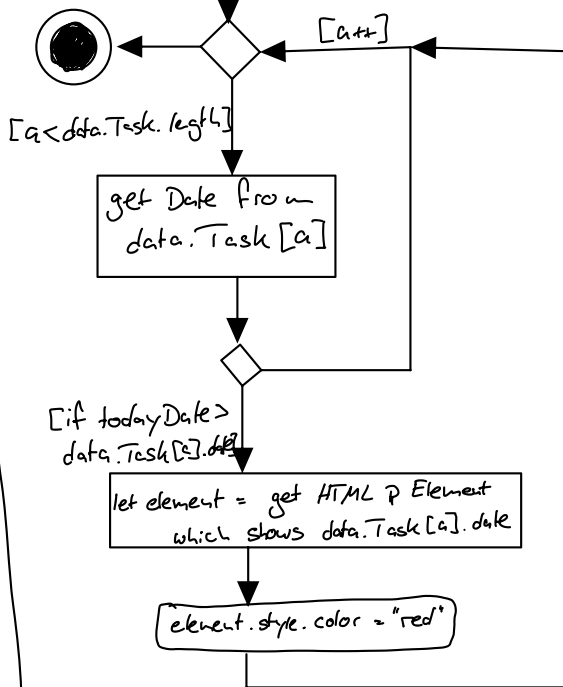 [a++]
[a<data.Task.legth]
get Date from
data.Task[a]
[if todayDate>
data.Task[a].date]
let element = get HTML p Element
which shows data.Task[a].date
element.style.color = "red"